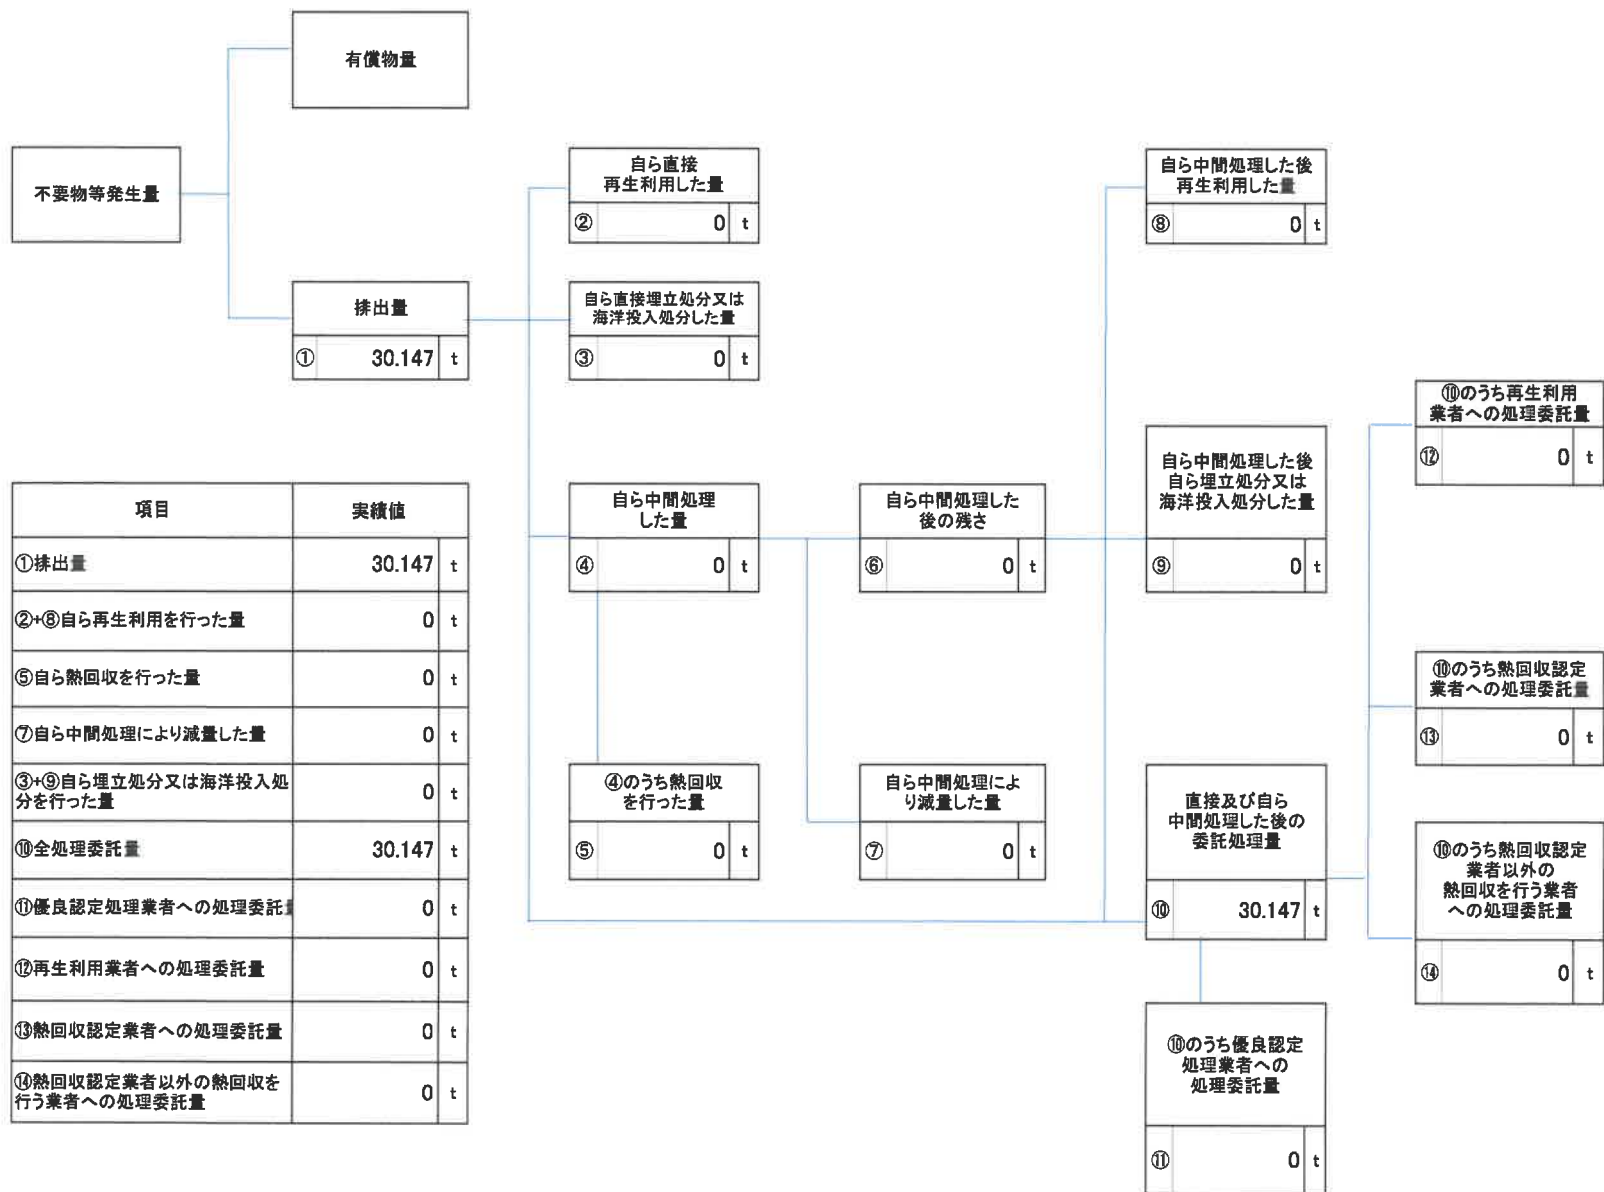 有償物量
不要物等発生量
排出量
① 30.147 t
自ら直接
再生利用した量
② 0 t
自ら直接埋立処分又は
海洋投入処分した量
③ 0 t
自ら中間処理
した量
④ 0 t
④のうち熱回収
を行った量
⑤ 0 t
自ら中間処理した
後の残さ
⑥ 0 t
自ら中間処理によ
り減量した量
⑦ 0 t
自ら中間処理した後
再生利用した量
⑧ 0 t
自ら中間処理した後
自ら埋立処分又は
海洋投入処分した量
⑨ 0 t
直接及び自ら
中間処理した後の
委託処理量
⑩ 30.147 t
⑩のうち優良認定
処理業者への
処理委託量
⑪ 0 t
⑩のうち再生利用
業者への処理委託量
⑫ 0 t
⑩のうち熱回収認定
業者への処理委託量
⑬ 0 t
⑩のうち熱回収認定
業者以外の
熱回収を行う業者
への処理委託量
⑭ 0 t
項目 実績値
①排出量 30.147 t
②+⑧自ら再生利用を行った量 0 t
⑤自ら熱回収を行った量 0 t
⑦自ら中間処理により減量した量 0 t
③+⑨自ら埋立処分又は海洋投入処
分を行った量 0 t
⑩全処理委託量 30.147 t
⑪優良認定処理業者への処理委託量 0 t
⑫再生利用業者への処理委託量 0 t
⑬熱回収認定業者への処理委託量 0 t
⑭熱回収認定業者以外の熱回収を
行う業者への処理委託量 0 t